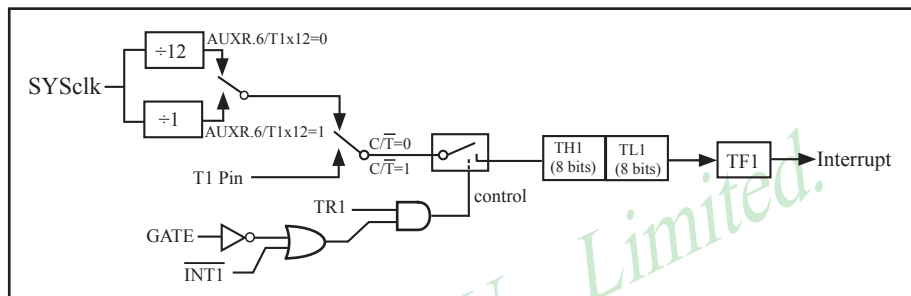 AUXR.6/T1x12=0
÷12
SYSclk
÷1
AUXR.6/T1x12=1
C/T̅=0
C/T̅=1
T1 Pin
TH1
(8 bits)
TL1
(8 bits)
TF1
Interrupt
control
TR1
GATE
I̅N̅T̅1̅
Limited.